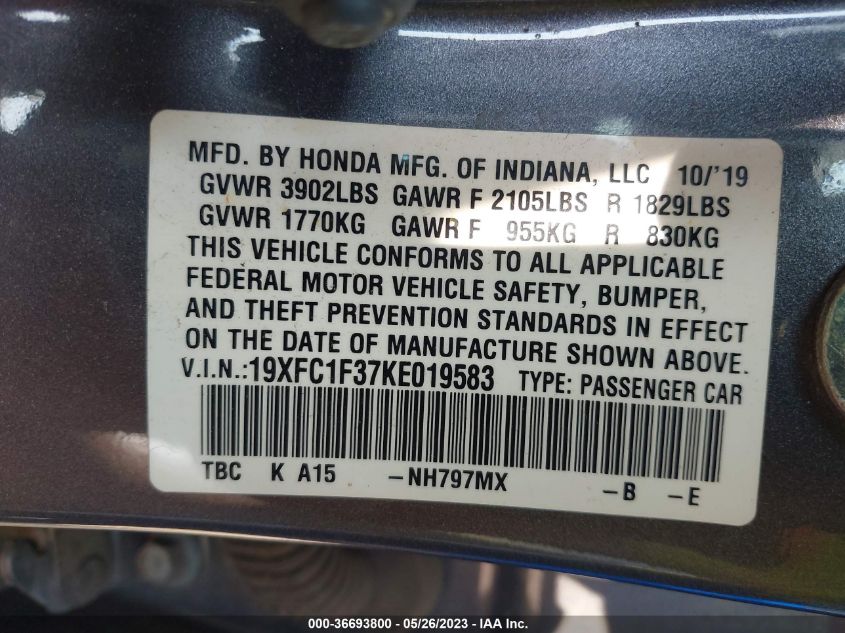 MFD. BY HONDA MFG. OF INDIANA, LLC 10/'19
GVWR 3902LBS GAWR F 2105LBS R 1829LBS
GVWR 1770KG GAWR F 955KG R 830KG
THIS VEHICLE CONFORMS TO ALL APPLICABLE
FEDERAL MOTOR VEHICLE SAFETY, BUMPER,
AND THEFT PREVENTION STANDARDS IN EFFECT
ON THE DATE OF MANUFACTURE SHOWN ABOVE.
V.I.N.:19XFC1F37KE019583 TYPE: PASSENGER CAR
TBC K A15 -NH797MX -B -E
000-36693800 - 05/26/2023 - IAA Inc.